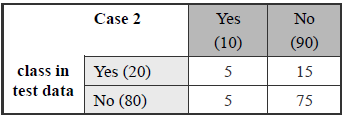 Case 2 Yes No
(10) (90)
class in Yes (20) 5 15
test data No (80) 5 75